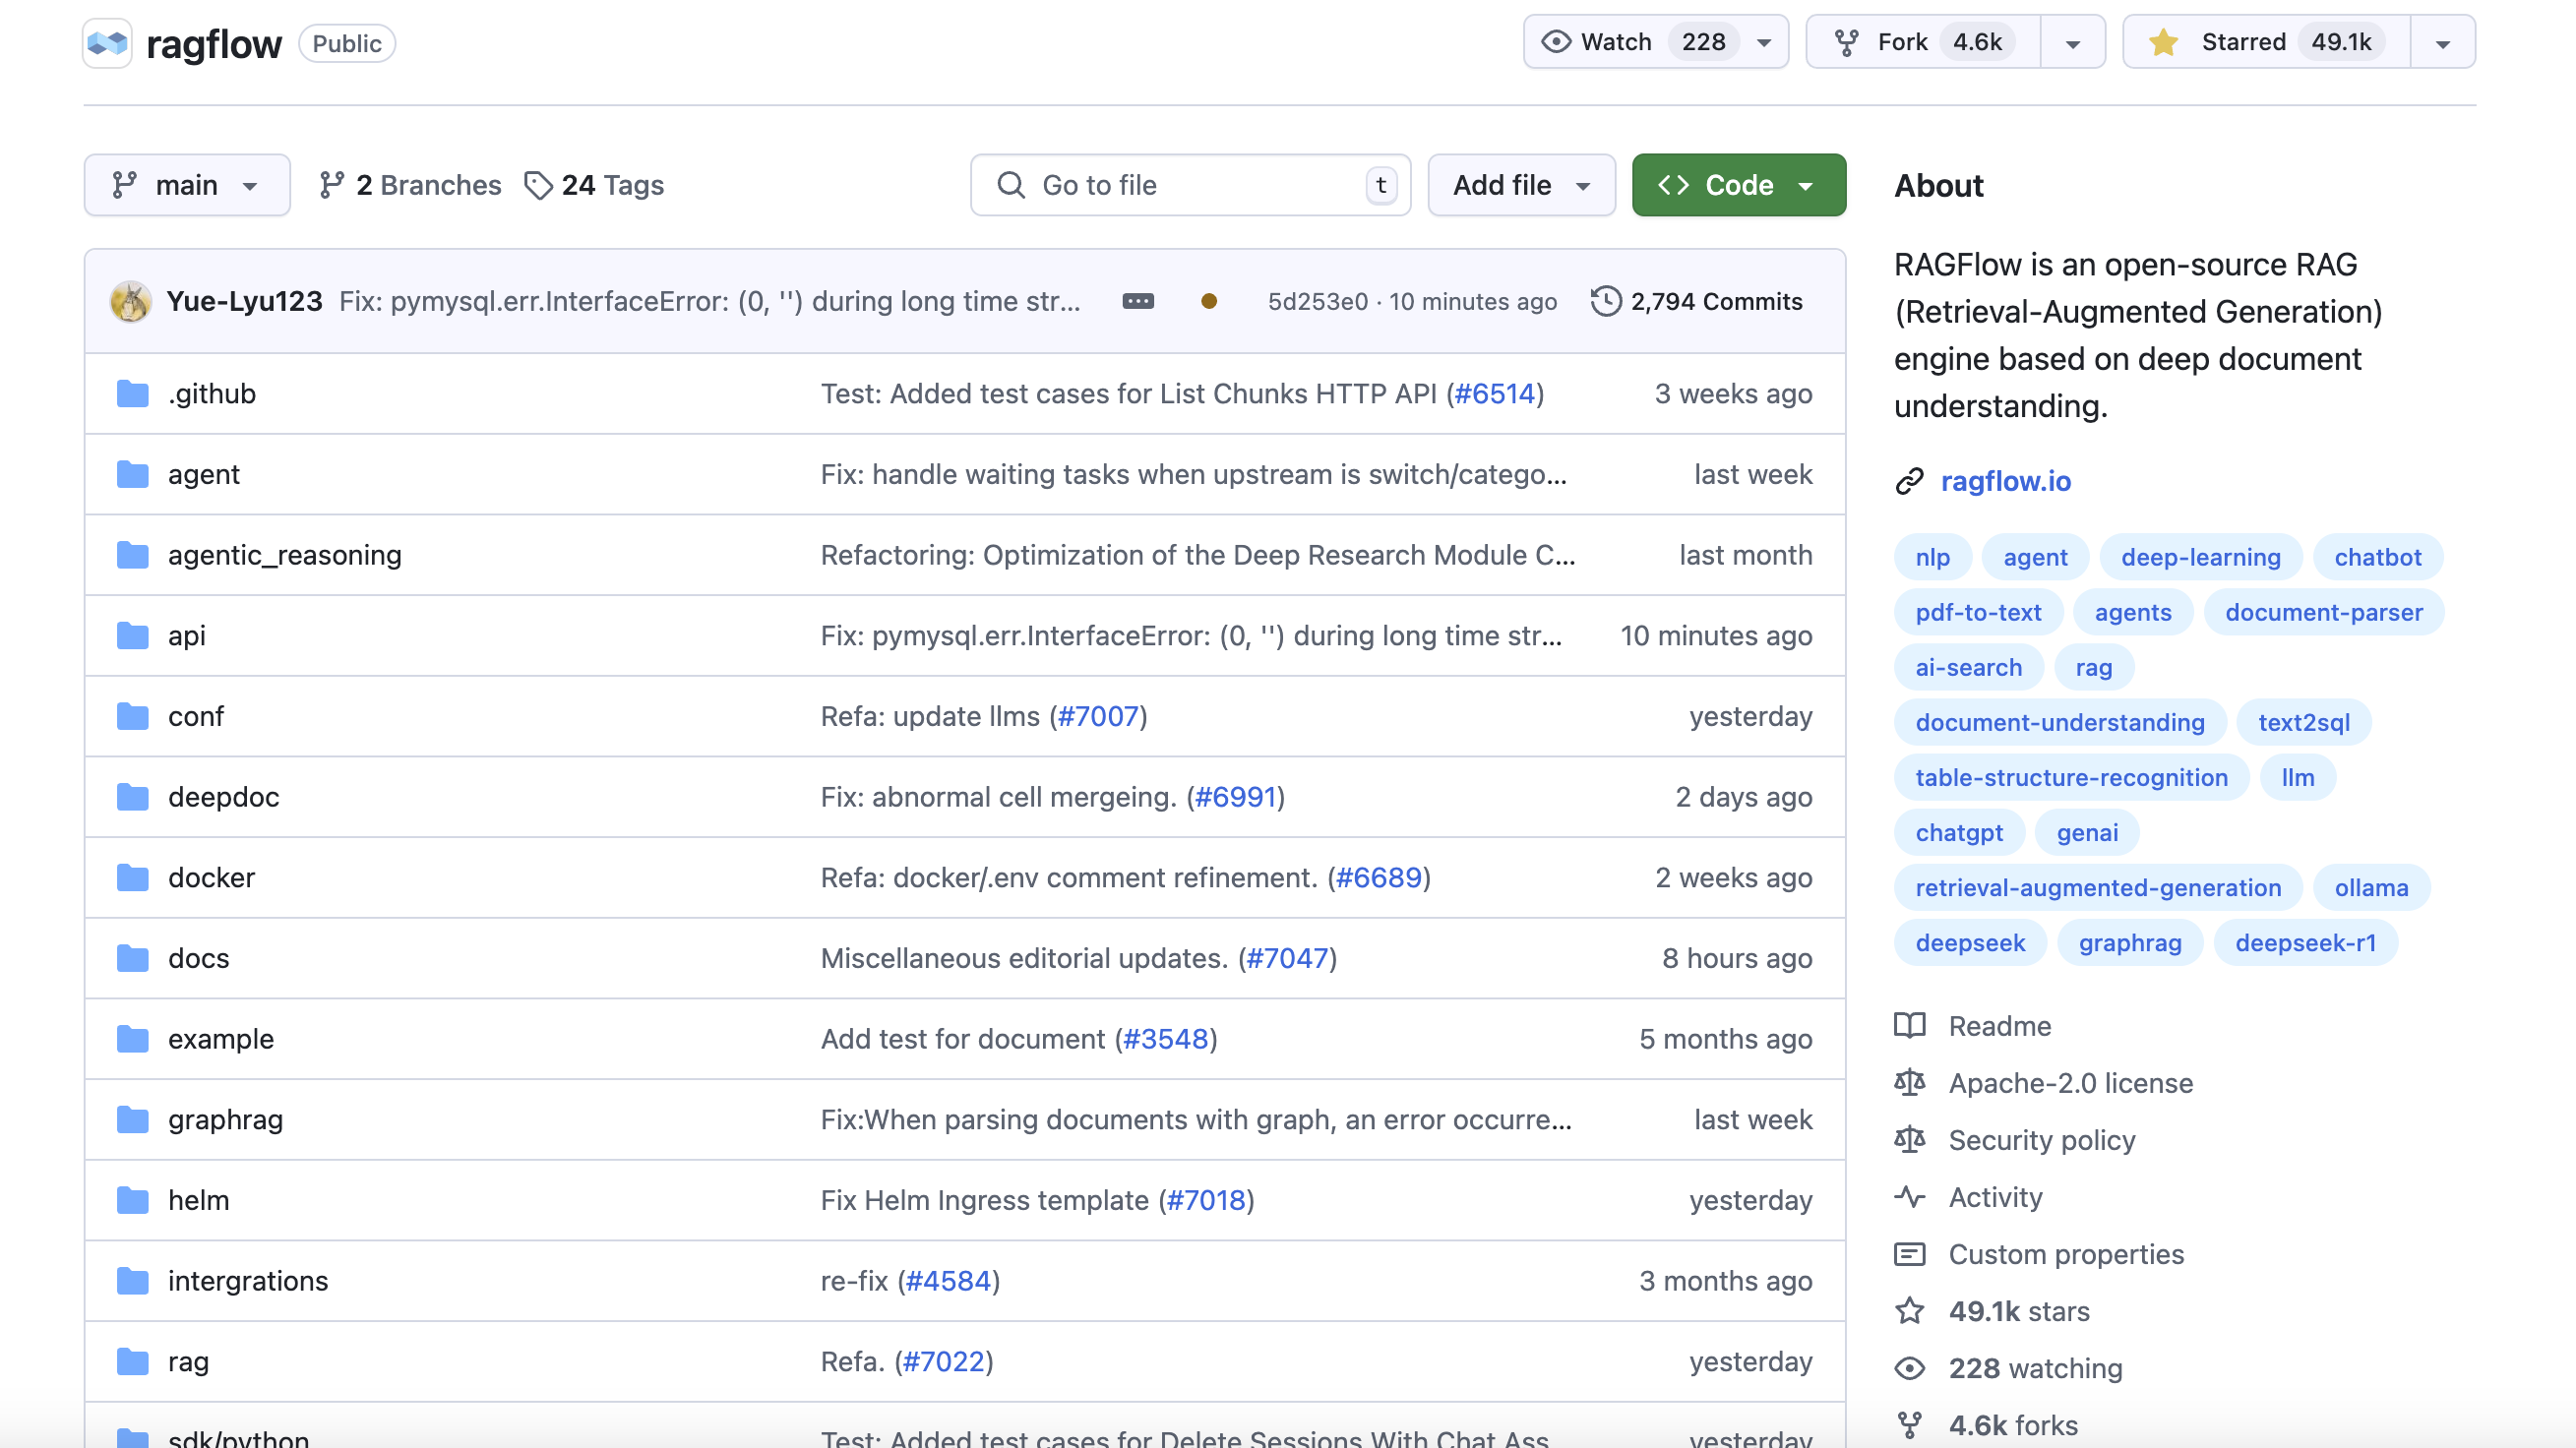 ragflow Public Watch 228 Fork 4.6k Starred 49.1k
main 2 Branches 24 Tags Go to file t Add file Code
Yue-Lyu123 Fix: pymysql.err.InterfaceError: (0, '') during long time str... 5d253e0 · 10 minutes ago 2,794 Commits
.github Test: Added test cases for List Chunks HTTP API (#6514) 3 weeks ago
agent Fix: handle waiting tasks when upstream is switch/catego... last week
agentic_reasoning Refactoring: Optimization of the Deep Research Module C... last month
api Fix: pymysql.err.InterfaceError: (0, '') during long time str... 10 minutes ago
conf Refa: update llms (#7007) yesterday
deepdoc Fix: abnormal cell mergeing. (#6991) 2 days ago
docker Refa: docker/.env comment refinement. (#6689) 2 weeks ago
docs Miscellaneous editorial updates. (#7047) 8 hours ago
example Add test for document (#3548) 5 months ago
graphrag Fix:When parsing documents with graph, an error occurre... last week
helm Fix Helm Ingress template (#7018) yesterday
intergrations re-fix (#4584) 3 months ago
rag Refa. (#7022) yesterday
sdk/python Test: Added test cases for Delete Sessions With Chat Ass yesterday
About
RAGFlow is an open-source RAG
(Retrieval-Augmented Generation)
engine based on deep document
understanding.
ragflow.io
nlp agent deep-learning chatbot
pdf-to-text agents document-parser
ai-search rag
document-understanding text2sql
table-structure-recognition llm
chatgpt genai
retrieval-augmented-generation ollama
deepseek graphrag deepseek-r1
Readme
Apache-2.0 license
Security policy
Activity
Custom properties
49.1k stars
228 watching
4.6k forks